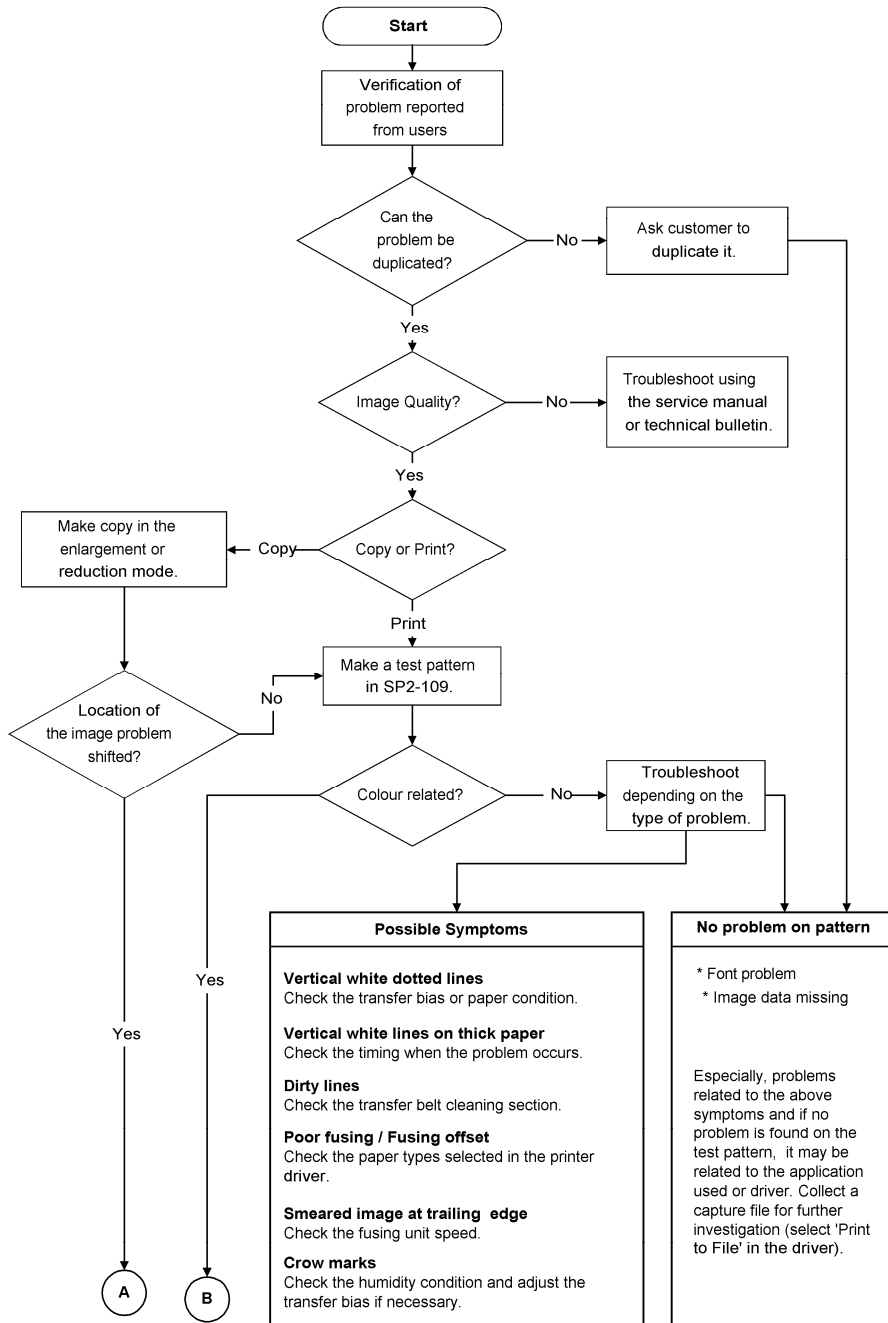 Start
Verification of
problem reported
from users
Can the
problem be
duplicated?
No
Ask customer to
duplicate it.
Yes
Image Quality?
No
Troubleshoot using
the service manual
or technical bulletin.
Yes
Make copy in the
enlargement or
reduction mode.
Copy
Copy or Print?
Print
Make a test pattern
in SP2-109.
No
Location of
the image problem
shifted?
Colour related?
No
Troubleshoot
depending on the
type of problem.
Yes
Yes
Possible Symptoms
Vertical white dotted lines
Check the transfer bias or paper condition.
Vertical white lines on thick paper
Check the timing when the problem occurs.
Dirty lines
Check the transfer belt cleaning section.
Poor fusing / Fusing offset
Check the paper types selected in the printer
driver.
Smeared image at trailing edge
Check the fusing unit speed.
Crow marks
Check the humidity condition and adjust the
transfer bias if necessary.
No problem on pattern
* Font problem
* Image data missing
Especially, problems
related to the above
symptoms and if no
problem is found on the
test pattern, it may be
related to the application
used or driver. Collect a
capture file for further
investigation (select 'Print
to File' in the driver).
A
B